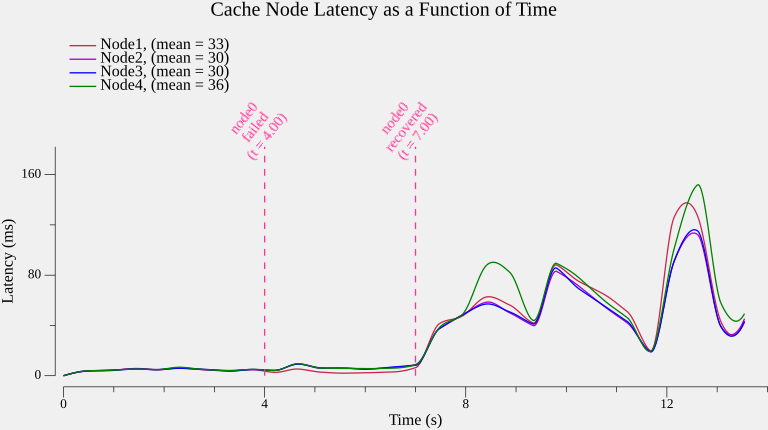 Cache Node Latency as a Function of Time
Node1, (mean = 33)
Node2, (mean = 30)
Node3, (mean = 30)
Node4, (mean = 36)
node0
failed
(t = 4.00)
node0
recovered
(t = 7.00)
160
80
0
Latency (ms)
0
4
8
12
Time (s)